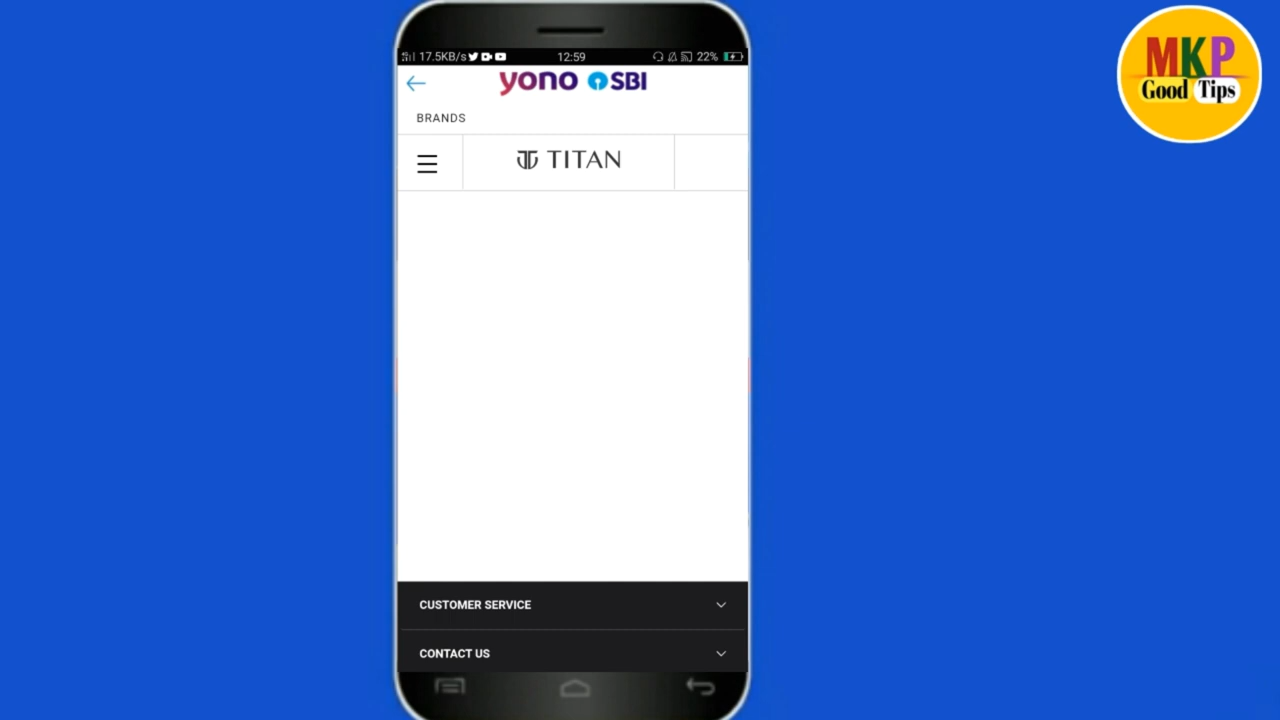 17.5KB/s 12:59 22%
yono SBI
BRANDS
TITAN
CUSTOMER SERVICE
CONTACT US
MKP
Good Tips